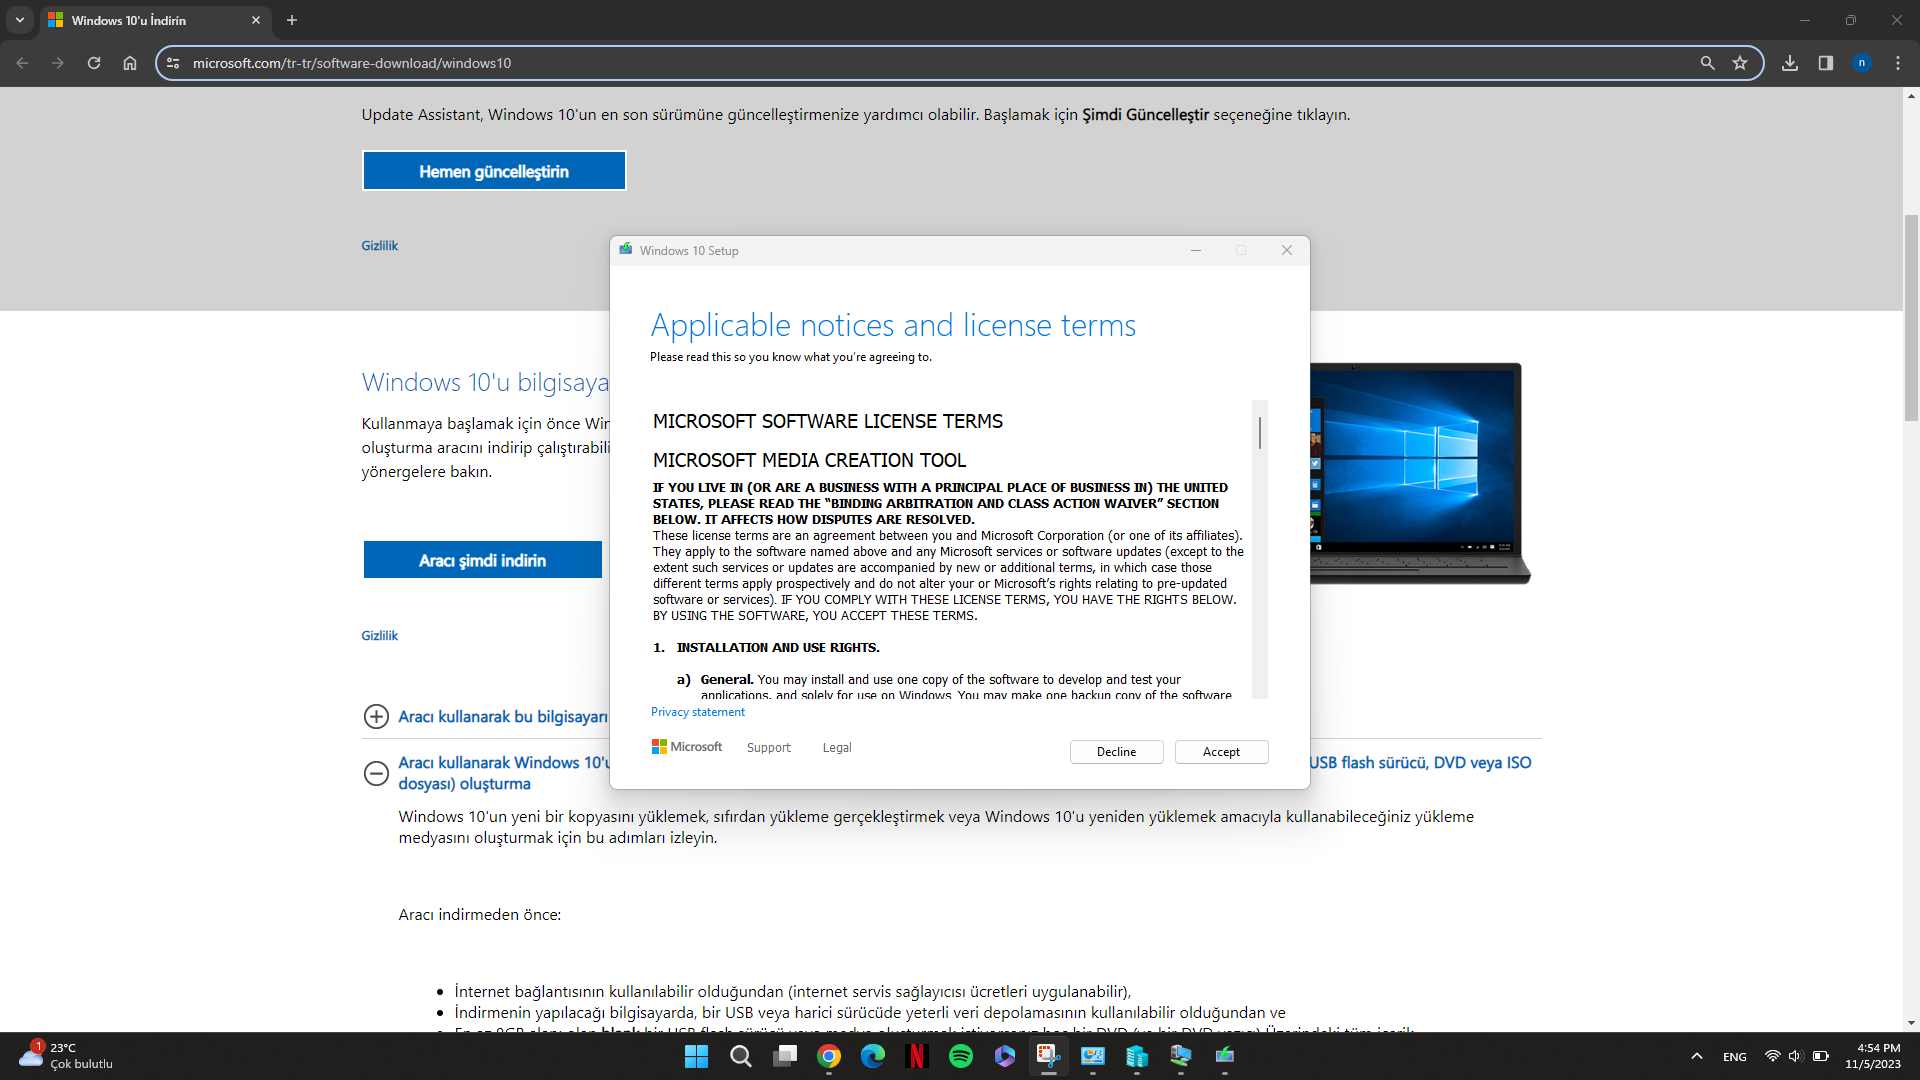 Windows 10'u İndirin
microsoft.com/tr-tr/software-download/windows10
n
Update Assistant, Windows 10'un en son sürümüne güncelleştirmenize yardımcı olabilir. Başlamak için Şimdi Güncelleştir seçeneğine tıklayın.
Hemen güncelleştirin
Gizlilik
Windows 10'u bilgisaya
Kullanmaya başlamak için önce Win
oluşturma aracını indirip çalıştırabili
yönergelere bakın.
Aracı şimdi indirin
Gizlilik
Windows 10 Setup
Applicable notices and license terms
Please read this so you know what you're agreeing to.
MICROSOFT SOFTWARE LICENSE TERMS
MICROSOFT MEDIA CREATION TOOL
IF YOU LIVE IN (OR ARE A BUSINESS WITH A PRINCIPAL PLACE OF BUSINESS IN) THE UNITED
STATES, PLEASE READ THE “BINDING ARBITRATION AND CLASS ACTION WAIVER” SECTION
BELOW. IT AFFECTS HOW DISPUTES ARE RESOLVED.
These license terms are an agreement between you and Microsoft Corporation (or one of its affiliates).
They apply to the software named above and any Microsoft services or software updates (except to the
extent such services or updates are accompanied by new or additional terms, in which case those
different terms apply prospectively and do not alter your or Microsoft’s rights relating to pre-updated
software or services). IF YOU COMPLY WITH THESE LICENSE TERMS, YOU HAVE THE RIGHTS BELOW.
BY USING THE SOFTWARE, YOU ACCEPT THESE TERMS.
1. INSTALLATION AND USE RIGHTS.
a) General. You may install and use one copy of the software to develop and test your
applications, and solely for use on Windows. You may make one backup copy of the software
Privacy statement
Microsoft Support Legal
Decline Accept
Aracı kullanarak bu bilgisayarı
Aracı kullanarak Windows 10'u USB flash sürücü, DVD veya ISO
dosyası) oluşturma
Windows 10'un yeni bir kopyasını yüklemek, sıfırdan yükleme gerçekleştirmek veya Windows 10'u yeniden yüklemek amacıyla kullanabileceğiniz yükleme
medyasını oluşturmak için bu adımları izleyin.
Aracı indirmeden önce:
• İnternet bağlantısının kullanılabilir olduğundan (internet servis sağlayıcısı ücretleri uygulanabilir),
• İndirmenin yapılacağı bilgisayarda, bir USB veya harici sürücüde yeterli veri depolamasının kullanılabilir olduğundan ve
1
23°C
Çok bulutlu
ENG
4:54 PM
11/5/2023